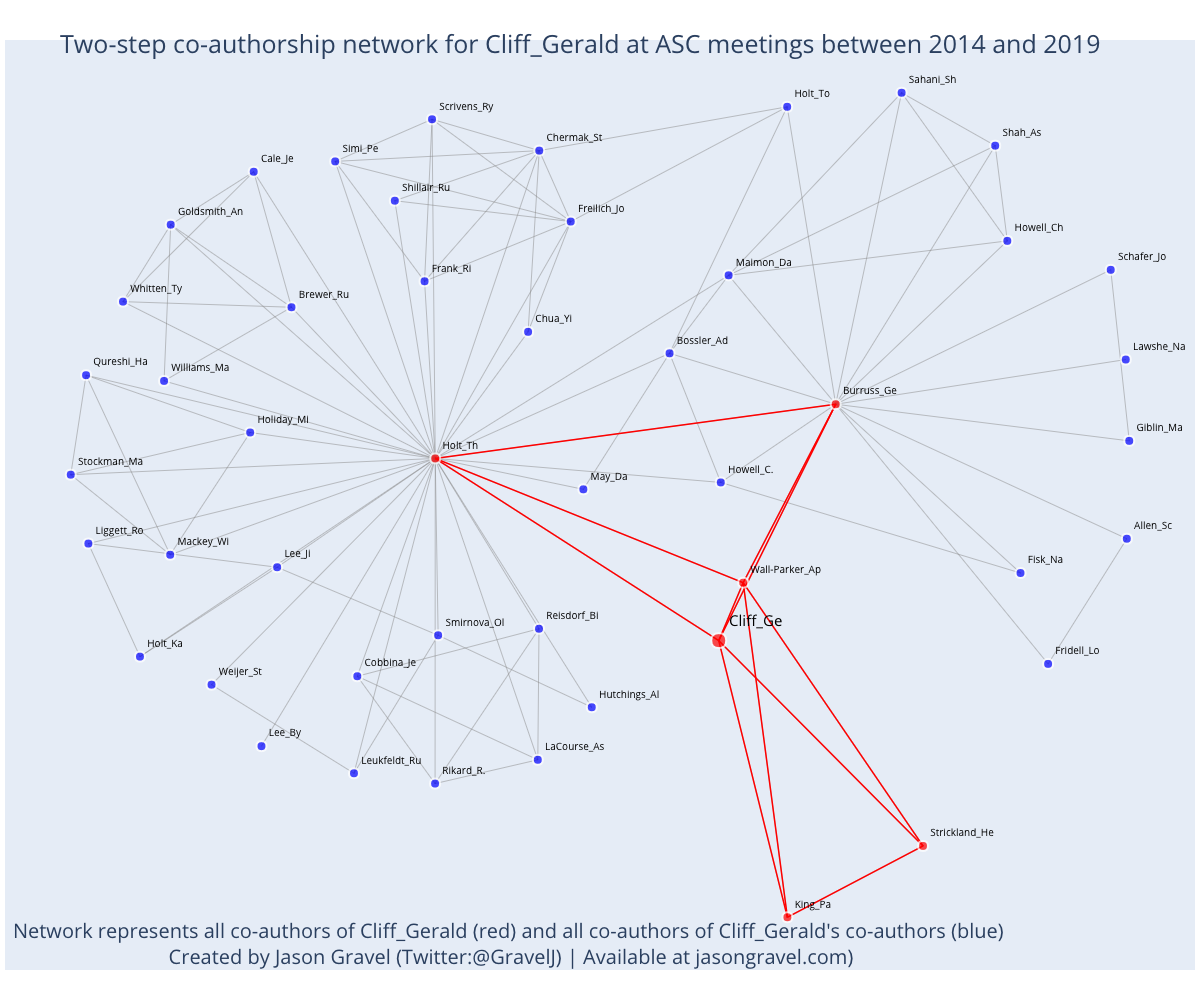 Two-step co-authorship network for Cliff_Gerald at ASC meetings between 2014 and 2019
Sahani_Sh
Holt_To
Scrivens_Ry
Shah_As
Chermak_St
Simi_Pe
Cale_Je
Shillair_Ru
Goldsmith_An
Freilich_Jo
Howell_Ch
Schafer_Jo
Maimon_Da
Frank_Ri
Whitten_Ty
Brewer_Ru
Chua_Yi
Bossler_Ad
Lawshe_Na
Qureshi_Ha
Williams_Ma
Burruss_Ge
Holiday_Mi
Giblin_Ma
Holt_Th
Stockman_Ma
Howell_C.
May_Da
Allen_Sc
Liggett_Ro
Mackey_Wi
Lee_Ji
Fisk_Na
Wall-Parker_Ap
Reisdorf_Bi
Smirnova_Ol
Cliff_Ge
Holt_Ka
Fridell_Lo
Cobbina_Je
Weijer_St
Hutchings_Al
Lee_By
LaCourse_As
Leukfeldt_Ru
Rikard_R.
Strickland_He
King_Pa
Network represents all co-authors of Cliff_Gerald (red) and all co-authors of Cliff_Gerald's co-authors (blue)
Created by Jason Gravel (Twitter:@GravelJ) | Available at jasongravel.com)